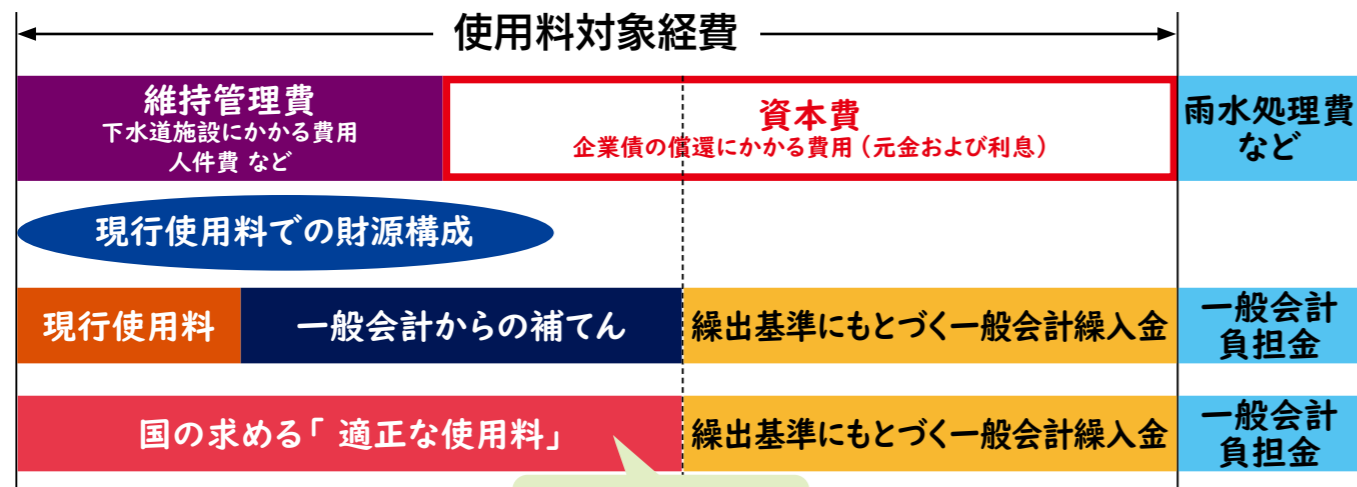 使用料対象経費
維持管理費
下水道施設にかかる費用
人件費 など
資本費
企業債の償還にかかる費用（元金および利息）
雨水処理費
など
現行使用料での財源構成
現行使用料
一般会計からの補てん
繰出基準にもとづく一般会計繰入金
一般会計
負担金
国の求める「 適正な使用料」
繰出基準にもとづく一般会計繰入金
一般会計
負担金